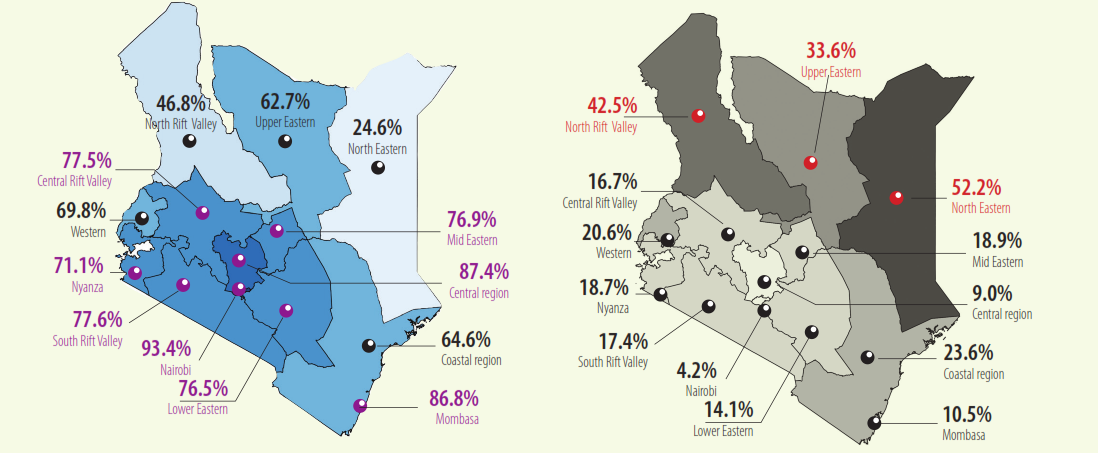 46.8%
North Rift Valley
62.7%
Upper Eastern
24.6%
North Eastern
77.5%
Central Rift Valley
69.8%
Western
76.9%
Mid Eastern
71.1%
Nyanza
87.4%
Central region
77.6%
South Rift Valley
93.4%
Nairobi
64.6%
Coastal region
76.5%
Lower Eastern
86.8%
Mombasa
33.6%
Upper Eastern
42.5%
North Rift Valley
16.7%
Central Rift Valley
52.2%
North Eastern
20.6%
Western
18.9%
Mid Eastern
18.7%
Nyanza
9.0%
Central region
17.4%
South Rift Valley
23.6%
Coastal region
4.2%
Nairobi
14.1%
Lower Eastern
10.5%
Mombasa